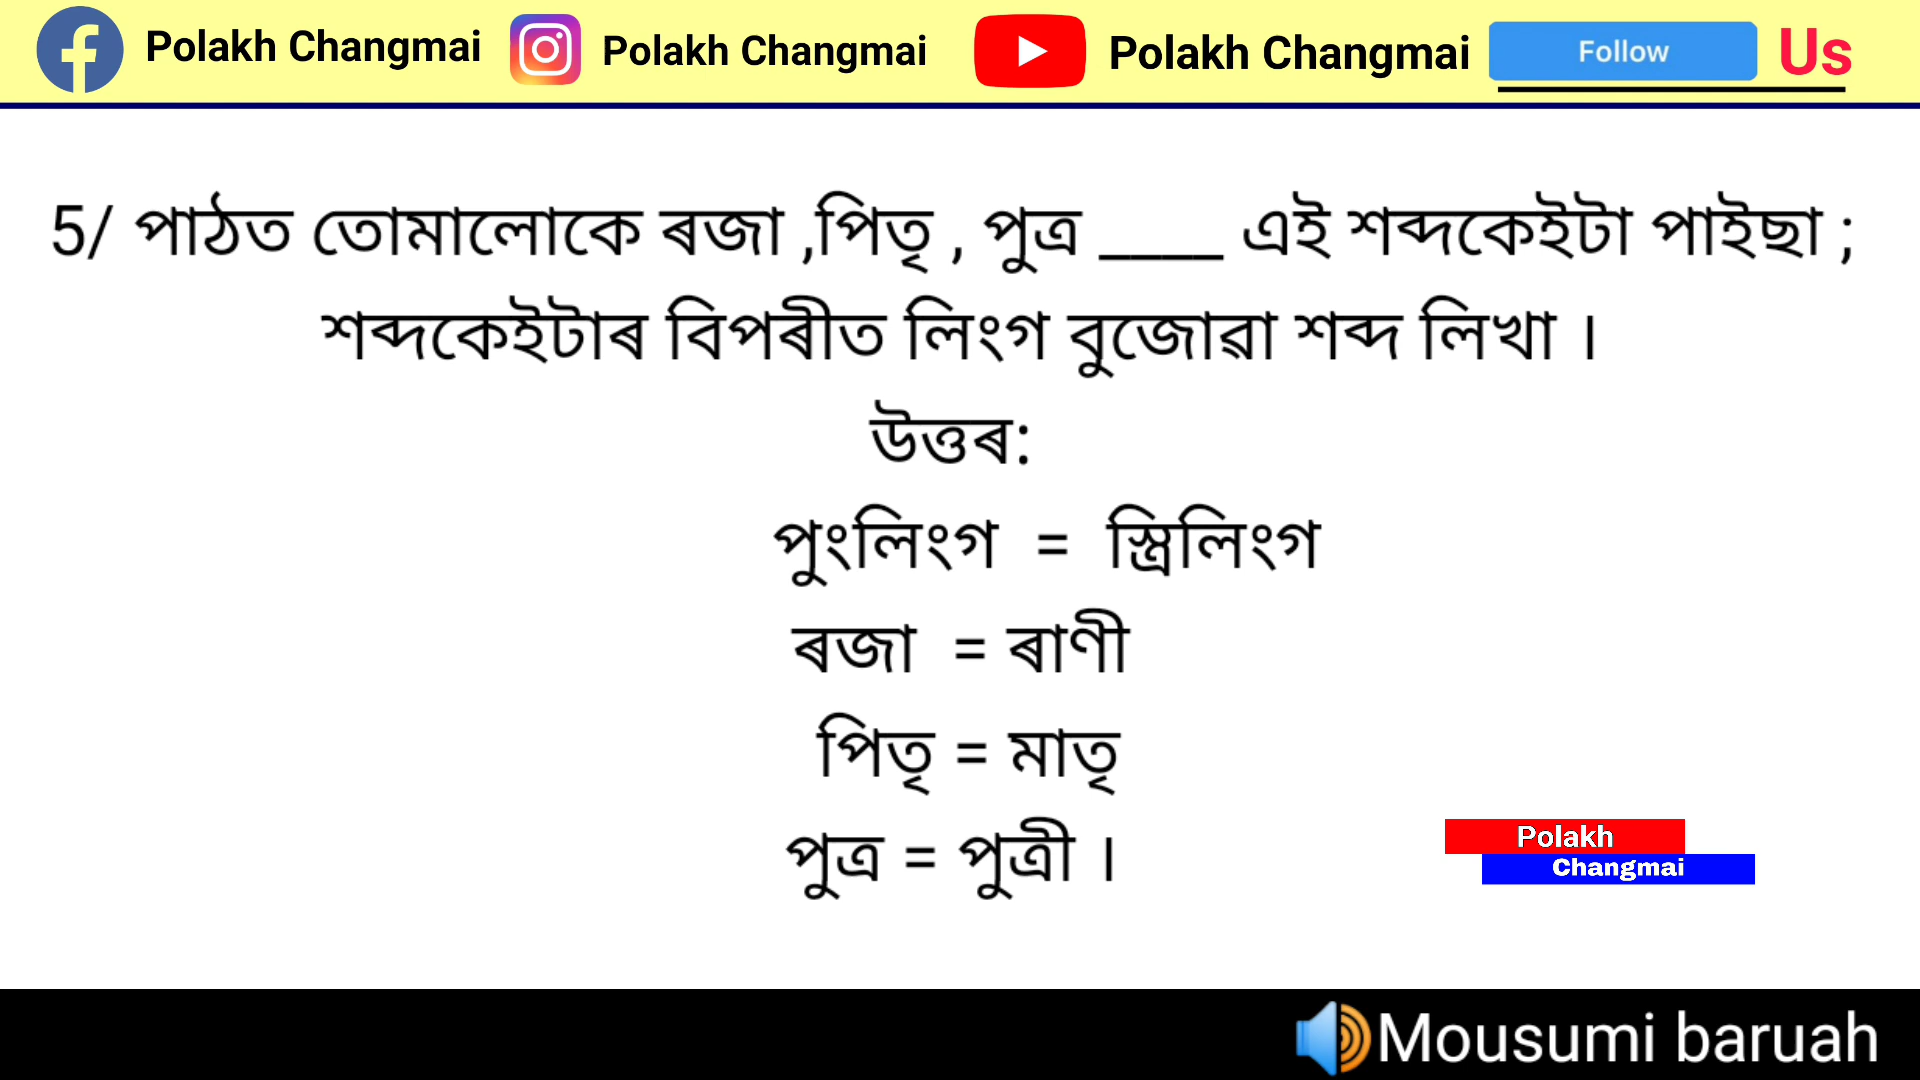 Polakh Changmai Polakh Changmai Polakh Changmai Follow Us
5/ পাঠত তোমালোকে ৰজা ,পিতৃ , পুত্ৰ ____ এই শব্দকেইটা পাইছা ;
শব্দকেইটাৰ বিপৰীত লিংগ বুজোৱা শব্দ লিখা ।
উত্তৰ:
পুংলিংগ = স্ত্ৰিলিংগ
ৰজা = ৰাণী
পিতৃ = মাতৃ
পুত্ৰ = পুত্ৰী ।
Polakh
Changmai
Mousumi baruah